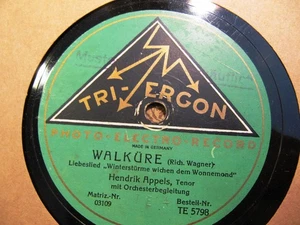 TRI-ERGON
PHOTO-ELECTRO-RECORD
MADE IN GERMANY
WALKÜRE (Rich. Wagner)
Liebeslied „Winterstürme wichen dem Wonnemond"
Hendrik Appels, Tenor
mit Orchesterbegleitung
Matriz.-Nr. Bestell-Nr.
03109 TE 5798